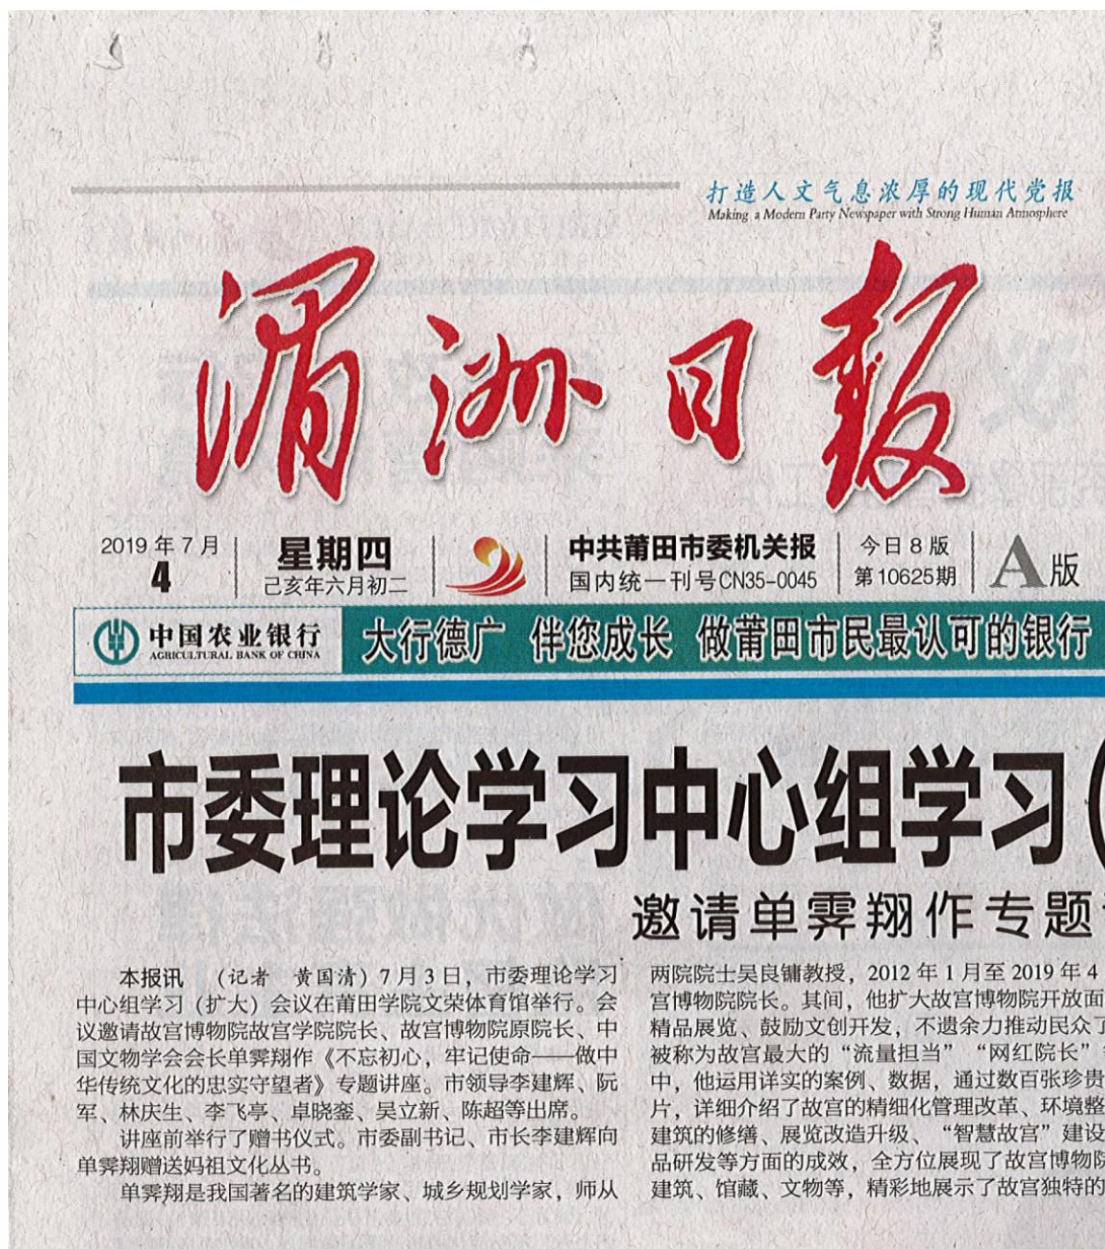 打造人文气息浓厚的现代党报
Making a Modern Party Newspaper with Strong Human Atmosphere
湄洲日报
2019 年 7 月
4
星期四
己亥年六月初二
中共莆田市委机关报
国内统一刊号CN35-0045
今日 8 版
第 10625 期
A版
中国农业银行
AGRICULTURAL BANK OF CHINA
大行德广 伴您成长 做莆田市民最认可的银行
市委理论学习中心组学习(
邀请单霁翔作专题
本报讯 （记者 黄国清）7 月 3 日，市委理论学习
中心组学习（扩大）会议在莆田学院文荣体育馆举行。会
议邀请故宫博物院故宫学院院长、故宫博物院原院长、中
国文物学会会长单霁翔作《不忘初心，牢记使命——做中
华传统文化的忠实守望者》专题讲座。市领导李建辉、阮
军、林庆生、李飞亭、卓晓銮、吴立新、陈超等出席。
讲座前举行了赠书仪式。市委副书记、市长李建辉向
单霁翔赠送妈祖文化丛书。
单霁翔是我国著名的建筑学家、城乡规划学家，师从
两院院士吴良镛教授，2012 年 1 月至 2019 年 4
宫博物院院长。其间，他扩大故宫博物院开放面
精品展览、鼓励文创开发，不遗余力推动民众了
被称为故宫最大的“流量担当”“网红院长”
中，他运用详实的案例、数据，通过数百张珍贵
片，详细介绍了故宫的精细化管理改革、环境整
建筑的修缮、展览改造升级、“智慧故宫”建设
品研发等方面的成效，全方位展现了故宫博物院
建筑、馆藏、文物等，精彩地展示了故宫独特的